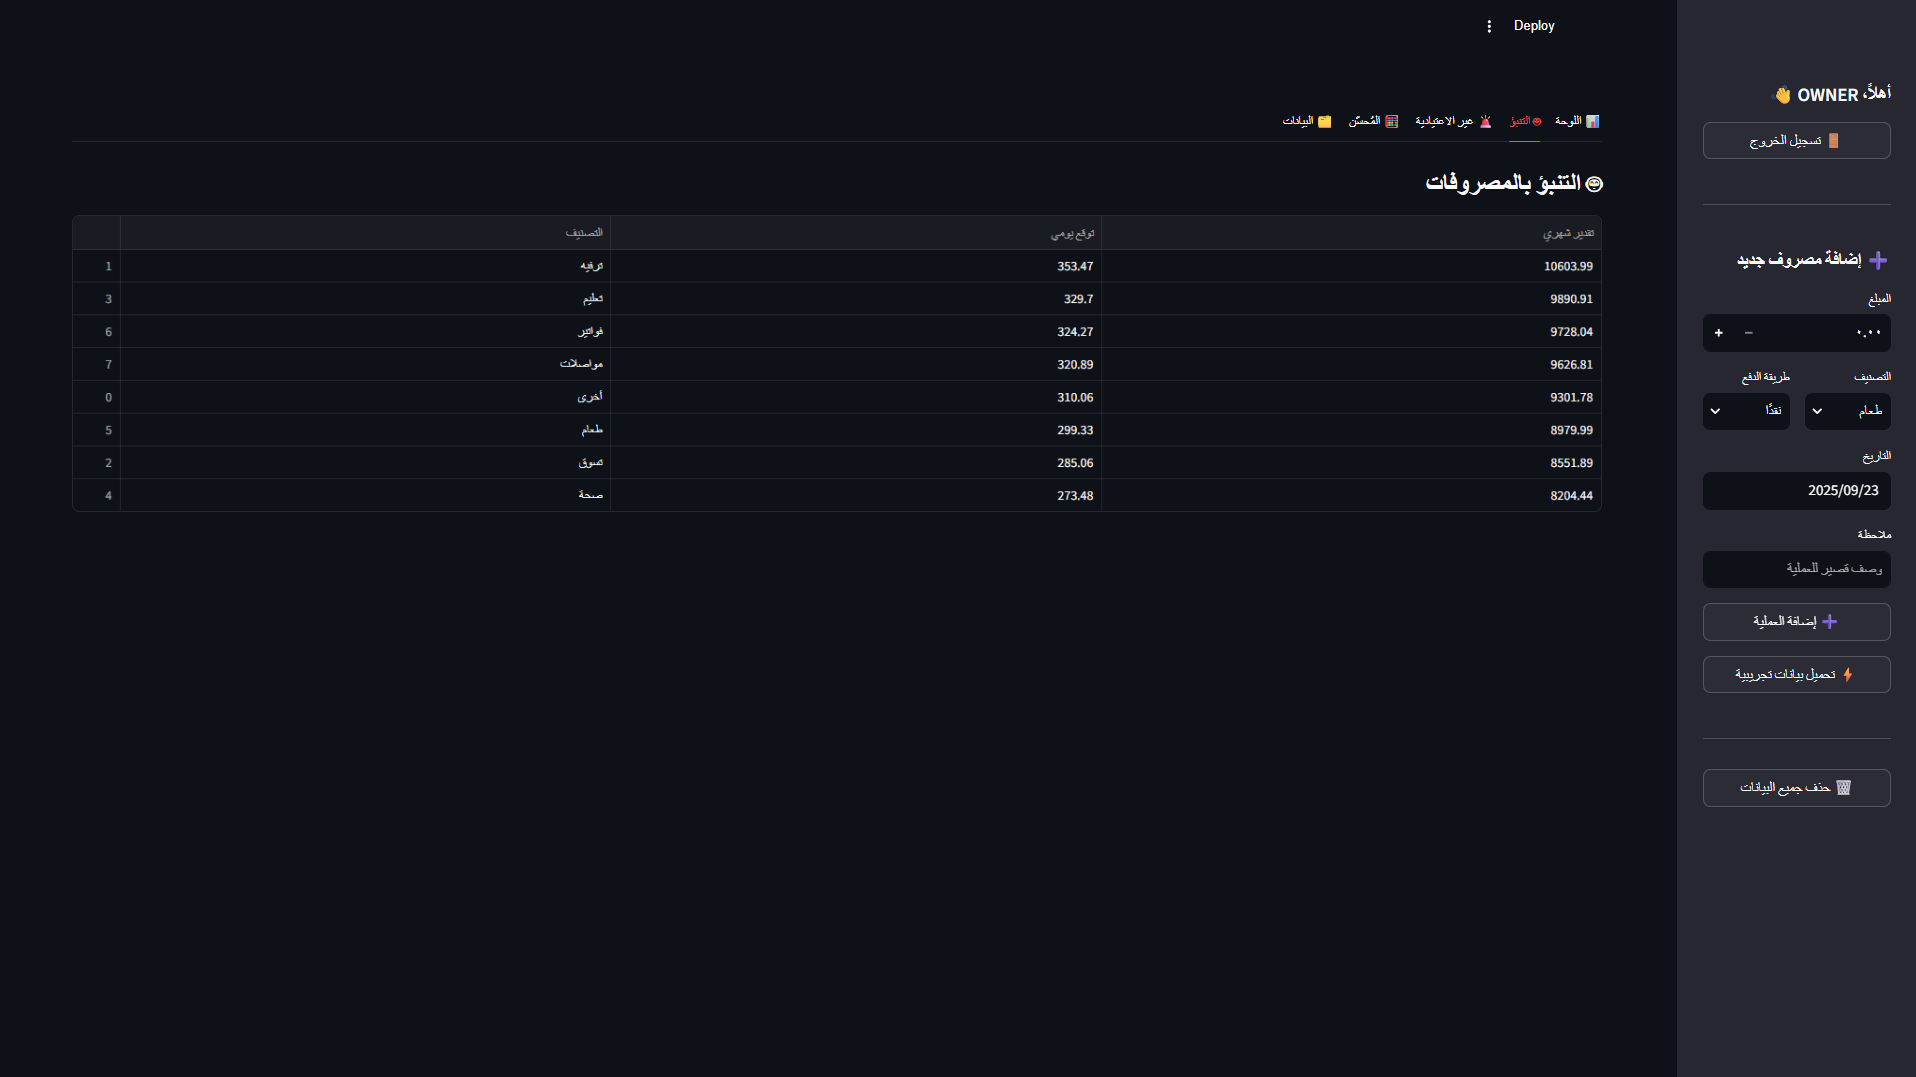 Deploy
📊 اللوحة
التنبؤ
🚨 غير الاعتيادية
🧮 المُحسّن
🗂️ البيانات
التنبؤ بالمصروفات
التصنيف توقع يومي تقدير شهري
1 ترفيه 353.47 10603.99
3 تعليم 329.7 9890.91
6 فواتير 324.27 9728.04
7 مواصلات 320.89 9626.81
0 أخرى 310.06 9301.78
5 طعام 299.33 8979.99
2 تسوق 285.06 8551.89
4 صحة 273.48 8204.44
أهلاً، OWNER 👋
🚪 تسجيل الخروج
➕ إضافة مصروف جديد
المبلغ
٠.٠٠
التصنيف طريقة الدفع
طعام نقدًا
التاريخ
2025/09/23
ملاحظة
وصف قصير للعملية
➕ إضافة العملية
⚡ تحميل بيانات تجريبية
🗑️ حذف جميع البيانات